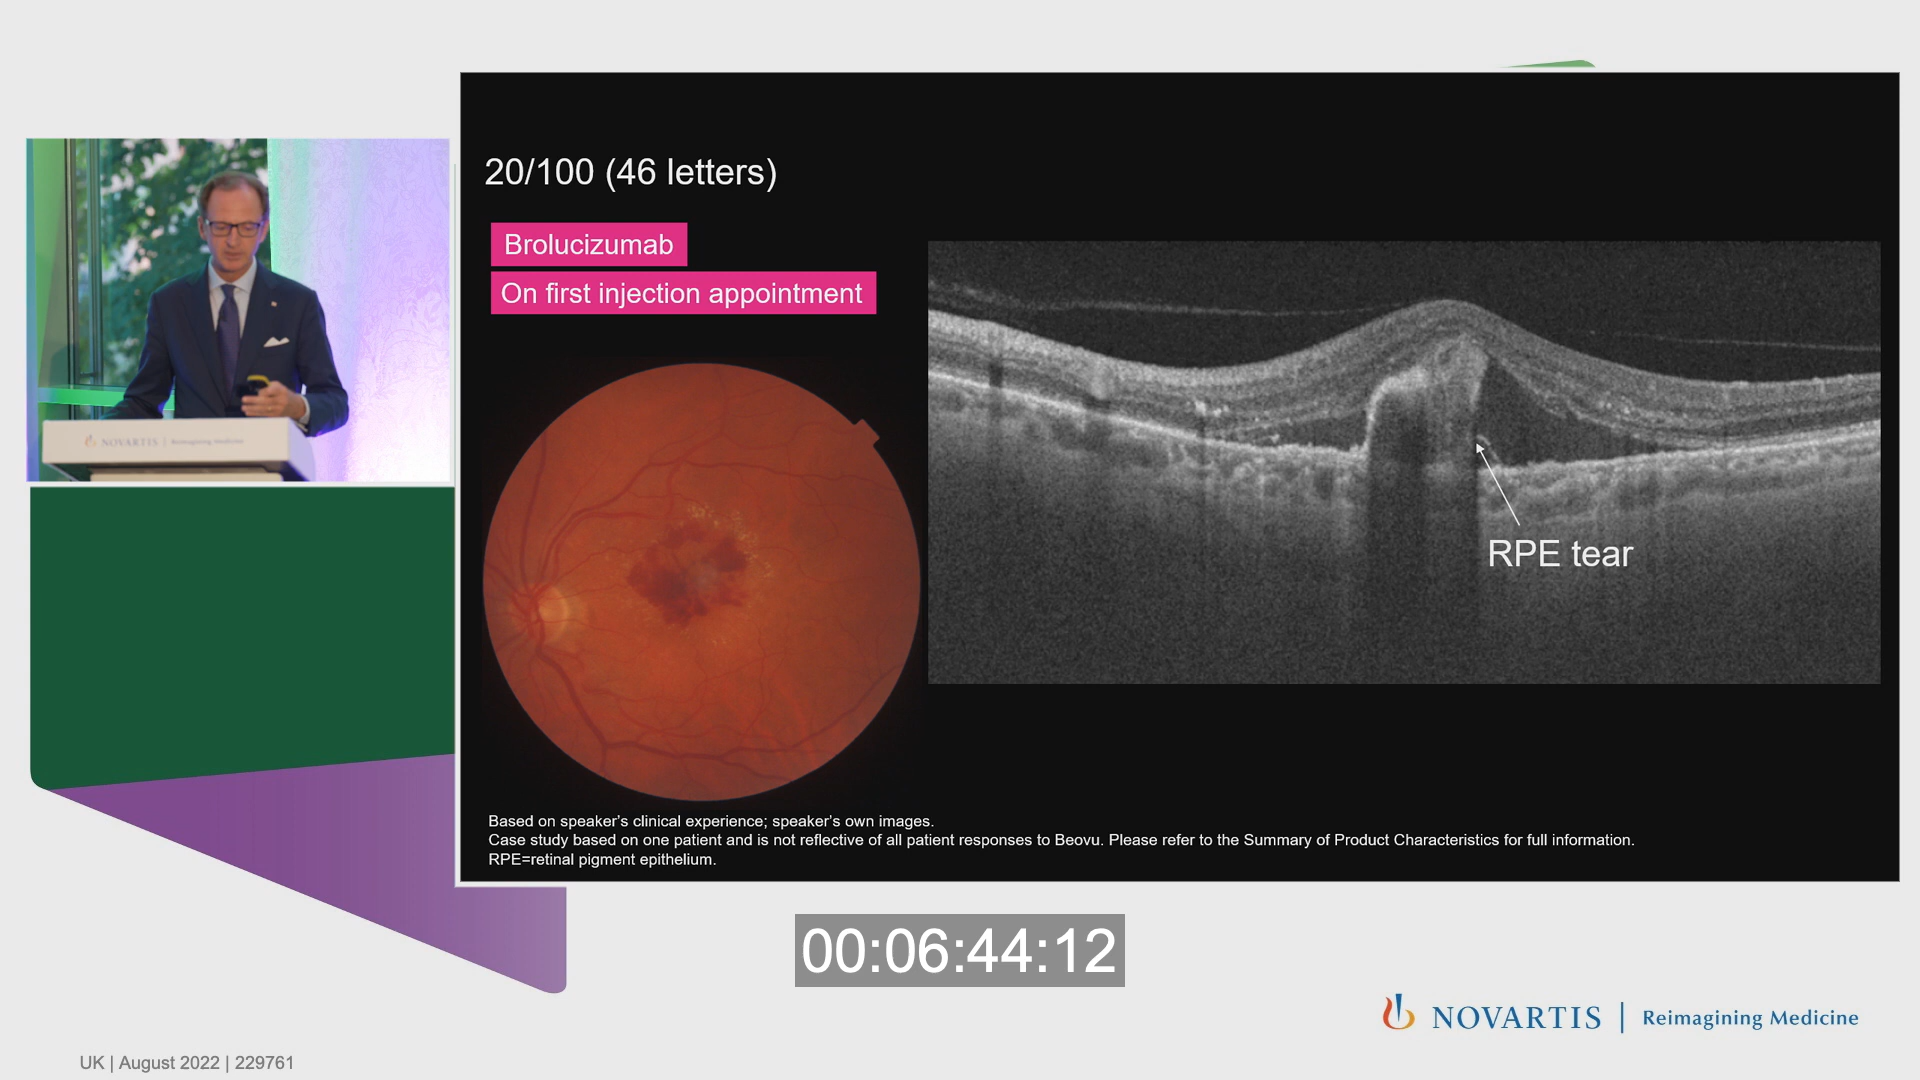 20/100 (46 letters)
Brolucizumab
On first injection appointment
RPE tear
NOVARTIS | Reimagining Medicine
Based on speaker's clinical experience; speaker's own images.
Case study based on one patient and is not reflective of all patient responses to Beovu. Please refer to the Summary of Product Characteristics for full information.
RPE=retinal pigment epithelium.
00:06:44:12
NOVARTIS | Reimagining Medicine
UK | August 2022 | 229761